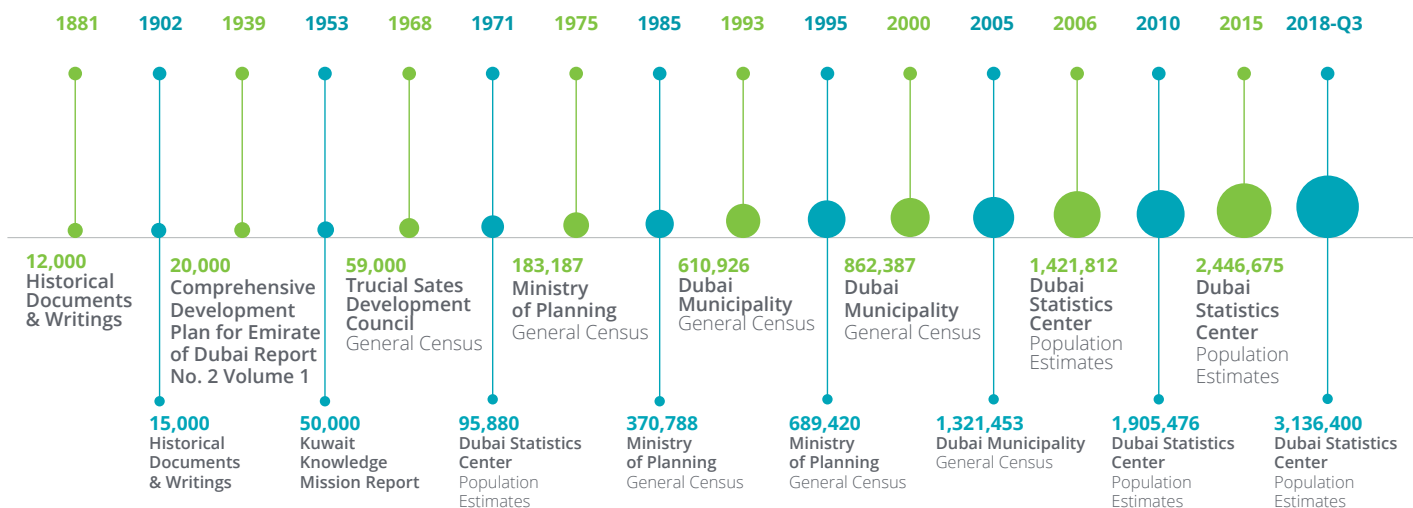 1881 1902 1939 1953 1968 1971 1975 1985 1993 1995 2000 2005 2006 2010 2015 2018-Q3
12,000
Historical
Documents
& Writings
20,000
Comprehensive
Development
Plan for Emirate
of Dubai Report
No. 2 Volume 1
59,000
Trucial Sates
Development
Council
General Census
183,187
Ministry
of Planning
General Census
610,926
Dubai
Municipality
General Census
862,387
Dubai
Municipality
General Census
1,421,812
Dubai
Statistics
Center
Population
Estimates
2,446,675
Dubai
Statistics
Center
Population
Estimates
15,000
Historical
Documents
& Writings
50,000
Kuwait
Knowledge
Mission Report
95,880
Dubai Statistics
Center
Population
Estimates
370,788
Ministry
of Planning
General Census
689,420
Ministry
of Planning
General Census
1,321,453
Dubai Municipality
General Census
1,905,476
Dubai Statistics
Center
Population
Estimates
3,136,400
Dubai Statistics
Center
Population
Estimates